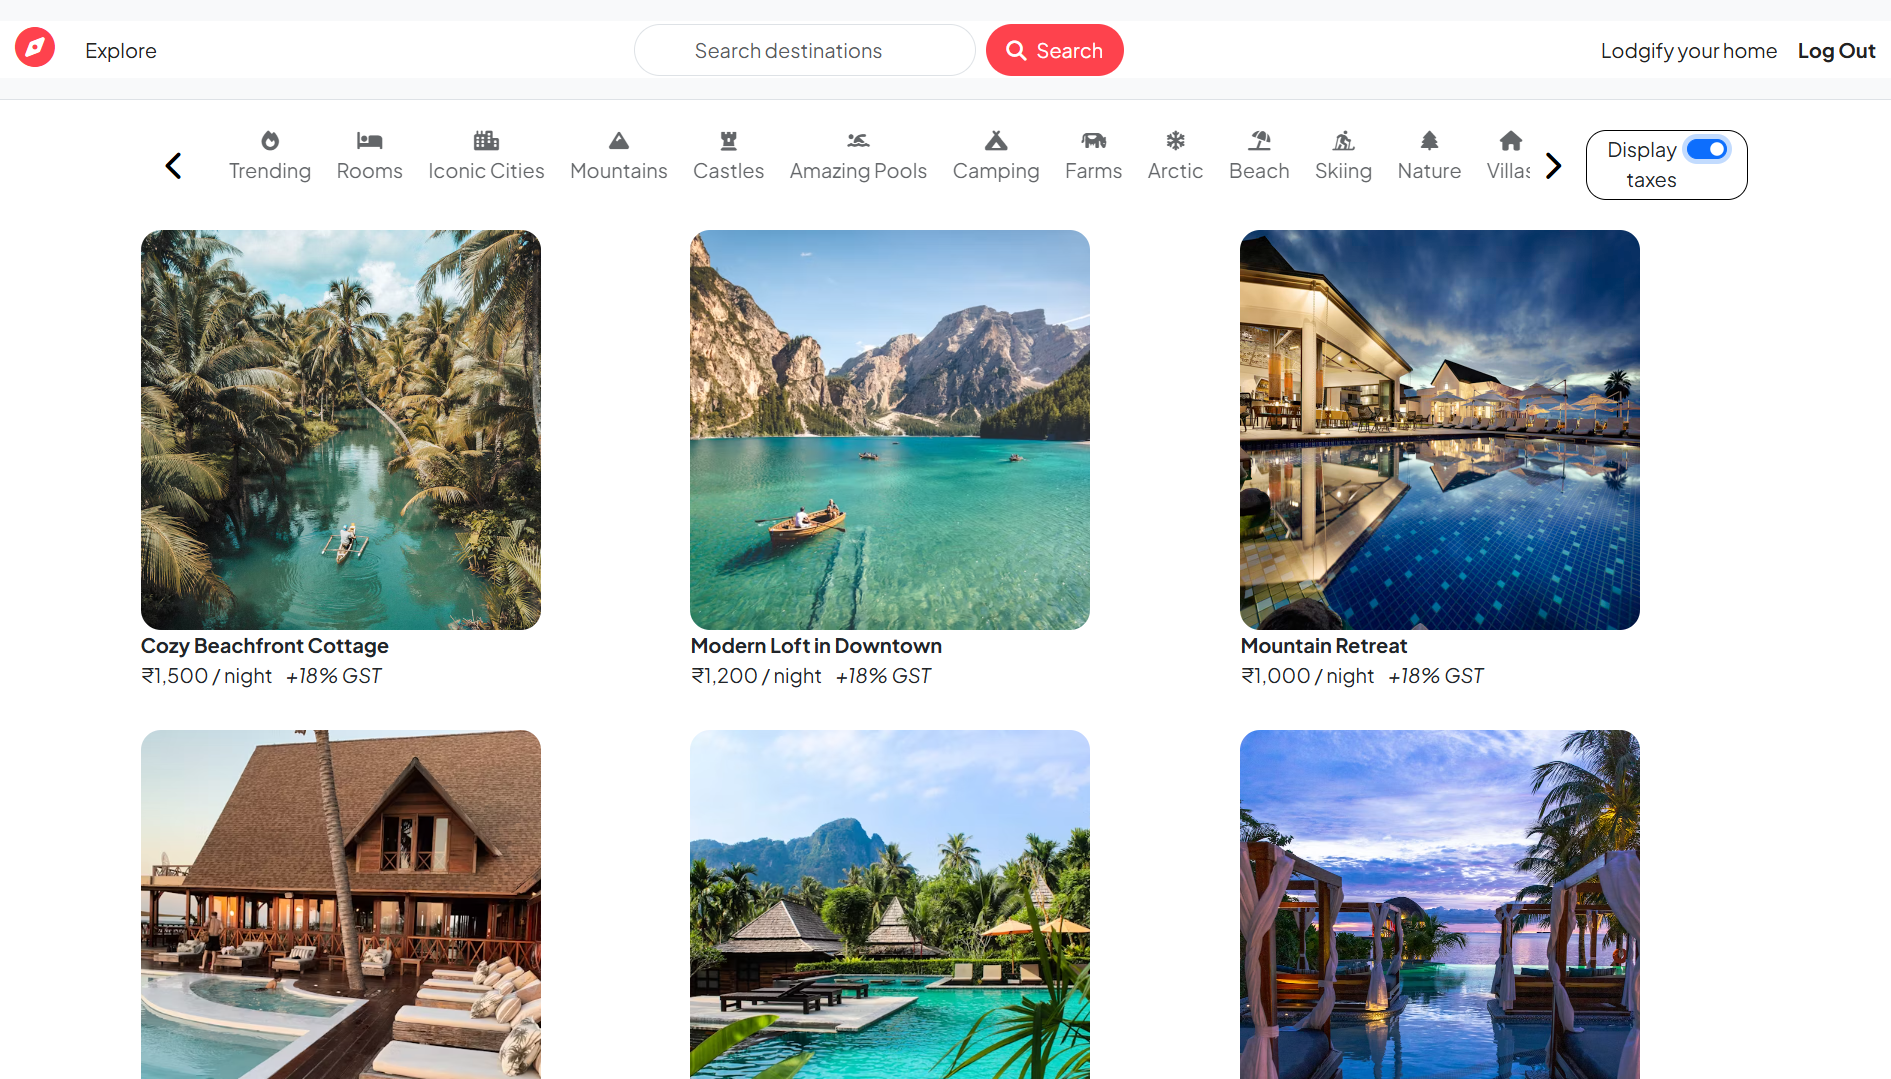 Explore
Search destinations
Search
Lodgify your home
Log Out
Trending
Rooms
Iconic Cities
Mountains
Castles
Amazing Pools
Camping
Farms
Arctic
Beach
Skiing
Nature
Villas
Display
taxes
Cozy Beachfront Cottage
₹1,500 / night +18% GST
Modern Loft in Downtown
₹1,200 / night +18% GST
Mountain Retreat
₹1,000 / night +18% GST